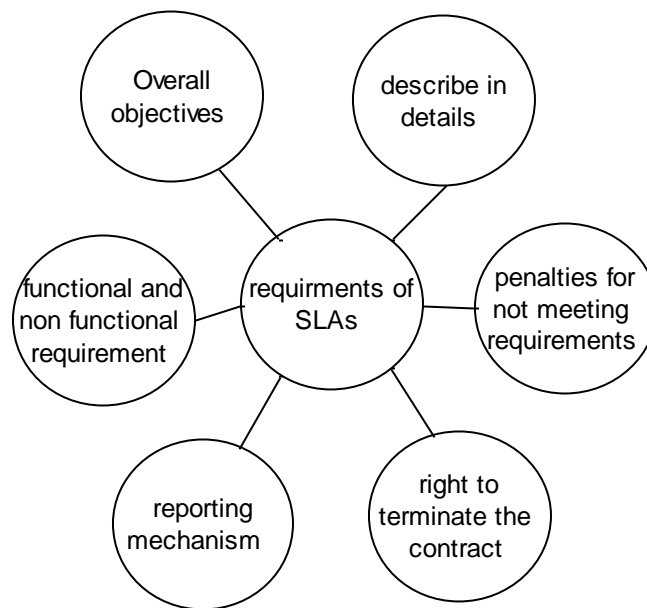 Overall
objectives
describe in
details
functional and
non functional
requirement
requirments of
SLAs
penalties for
not meeting
requirements
reporting
mechanism
right to
terminate the
contract